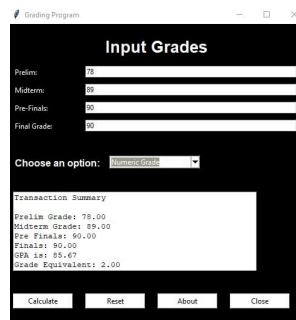 Grading Program
Input Grades
Prelim: 78
Midterm: 89
Pre-Finals: 90
Final Grade: 90
Choose an option: Numeric Grade
Transaction Summary
Prelim Grade: 78.00
Midterm Grade: 89.00
Pre Finals: 90.00
Finals: 90.00
GPA is: 85.67
Grade Equivalent: 2.00
Calculate Reset About Close